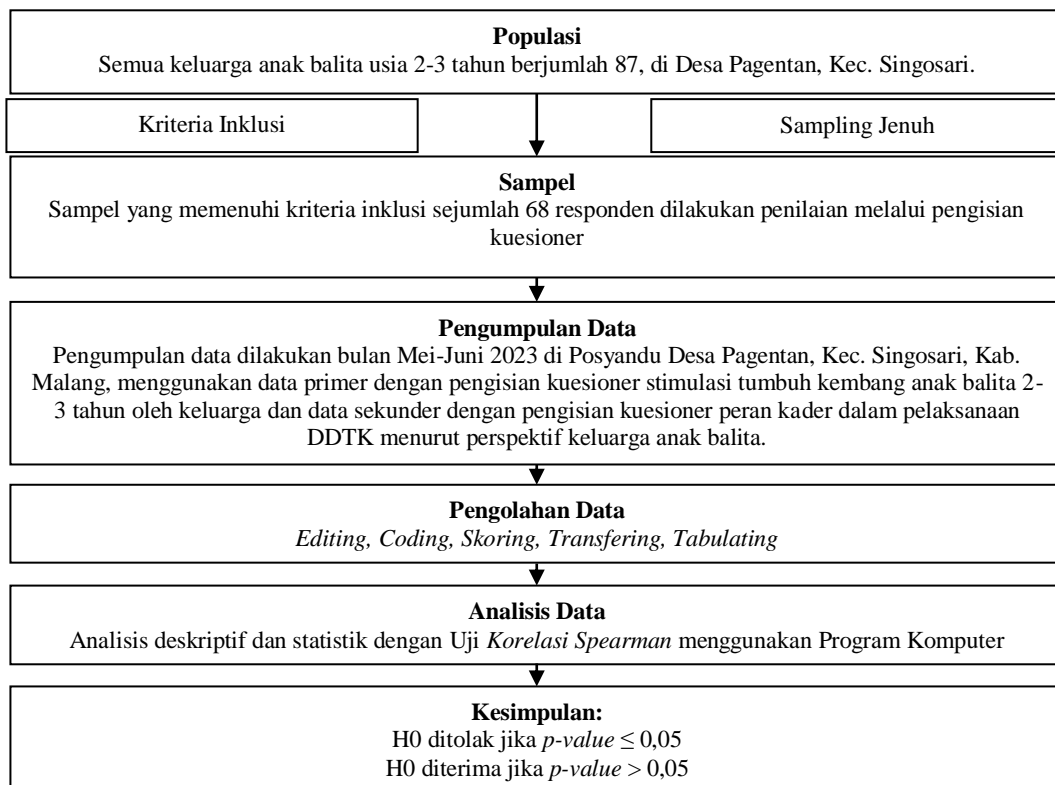 Populasi
Semua keluarga anak balita usia 2-3 tahun berjumlah 87, di Desa Pagentan, Kec. Singosari.
Kriteria Inklusi
Sampling Jenuh
Sampel
Sampel yang memenuhi kriteria inklusi sejumlah 68 responden dilakukan penilaian melalui pengisian
kuesioner
Pengumpulan Data
Pengumpulan data dilakukan bulan Mei-Juni 2023 di Posyandu Desa Pagentan, Kec. Singosari, Kab.
Malang, menggunakan data primer dengan pengisian kuesioner stimulasi tumbuh kembang anak balita 2-
3 tahun oleh keluarga dan data sekunder dengan pengisian kuesioner peran kader dalam pelaksanaan
DDTK menurut perspektif keluarga anak balita.
Pengolahan Data
Editing, Coding, Skoring, Transfering, Tabulating
Analisis Data
Analisis deskriptif dan statistik dengan Uji Korelasi Spearman menggunakan Program Komputer
Kesimpulan:
H0 ditolak jika p-value ≤ 0,05
H0 diterima jika p-value > 0,05